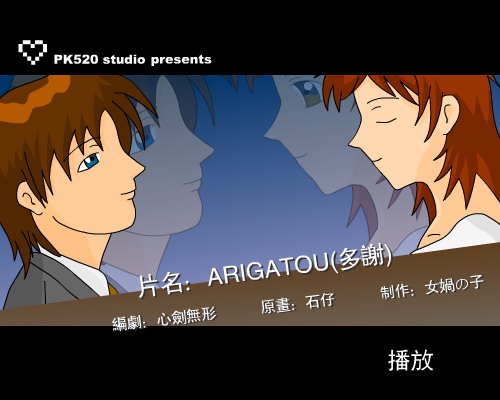 PK520 studio presents
片名: ARIGATOU(多謝)
編劇: 心劍無形 原畫: 石仔 制作: 女媧の子
播放